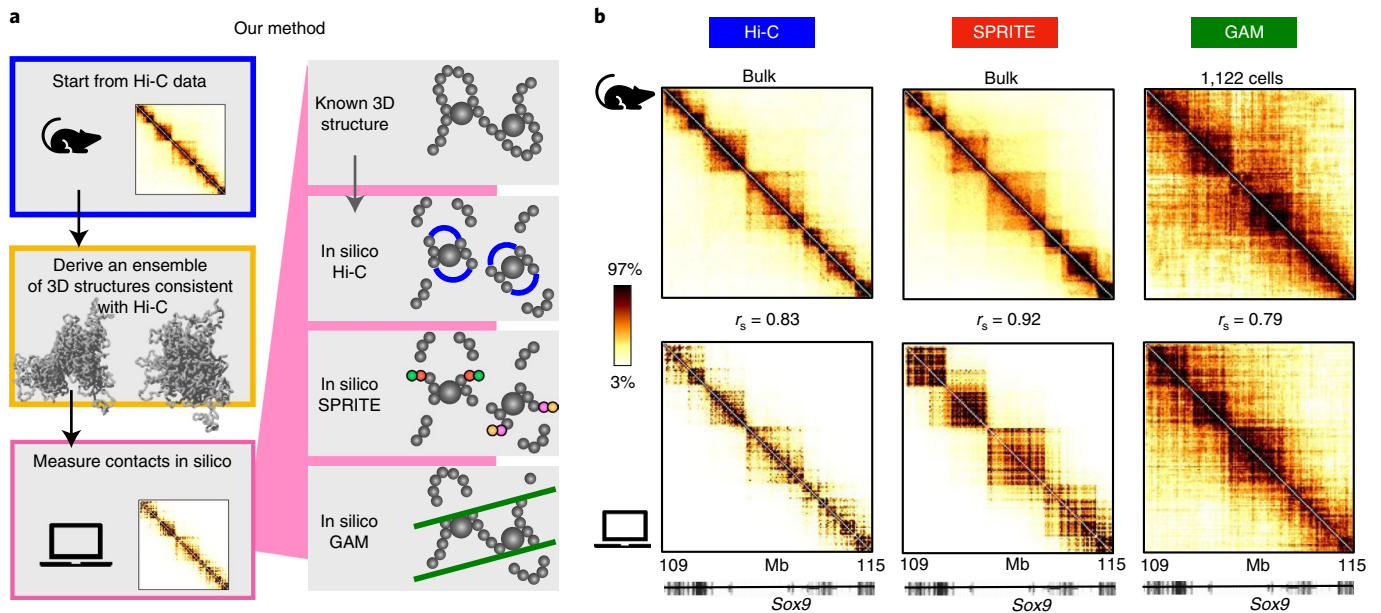 a
Our method
Start from Hi-C data
Derive an ensemble
of 3D structures consistent
with Hi-C
Measure contacts in silico
Known 3D
structure
In silico
Hi-C
In silico
SPRITE
In silico
GAM
b
Hi-C
SPRITE
GAM
Bulk
Bulk
1,122 cells
97%
3%
rs = 0.83
rs = 0.92
rs = 0.79
109 Mb 115
109 Mb 115
109 Mb 115
Sox9
Sox9
Sox9